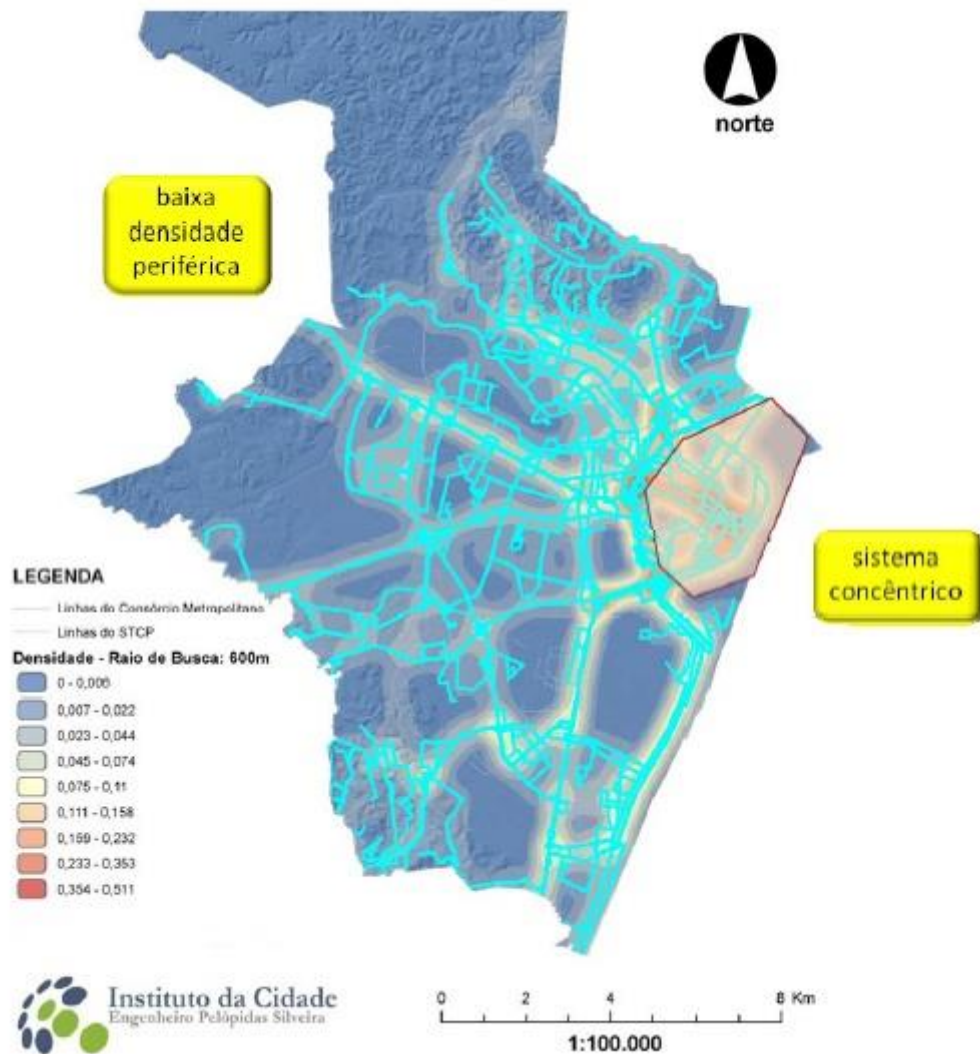 norte
baixa
densidade
periférica
sistema
concêntrico
LEGENDA
Linhas do Consórcio Metropolitano
Linhas do STCP
Densidade - Raio de Busca: 600m
0 - 0,006
0,007 - 0,022
0,023 - 0,044
0,045 - 0,074
0,075 - 0,11
0,111 - 0,158
0,159 - 0,232
0,233 - 0,353
0,354 - 0,511
Instituto da Cidade
Engenheiro Pelópidas Silveira
0 2 4 8 Km
1:100.000